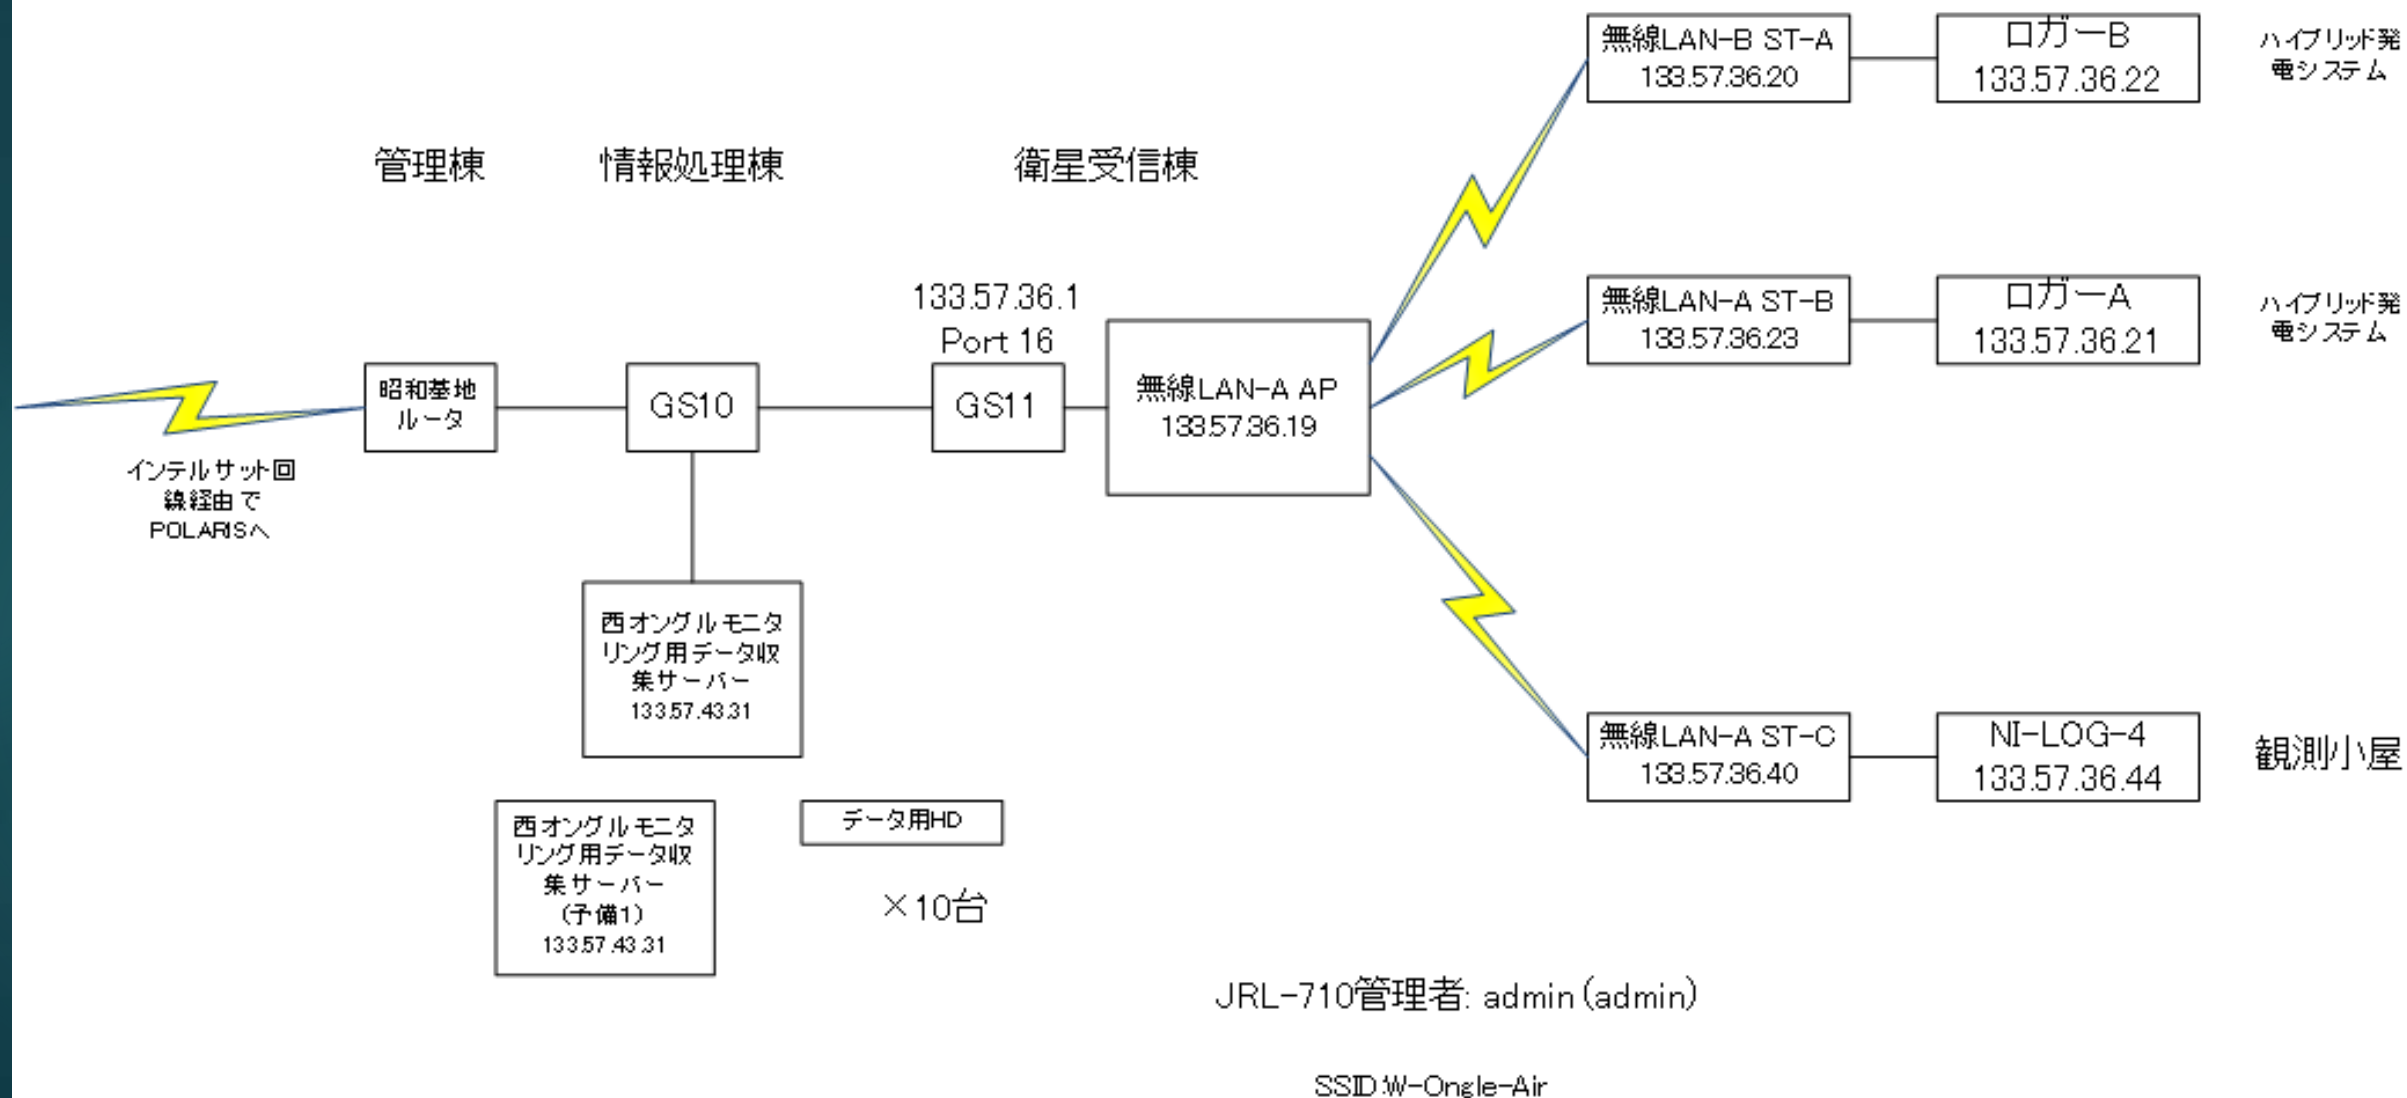 無線LAN-B ST-A
133.57.36.20
ロガーB
133.57.36.22
ハイブリッド発
電システム
管理棟
情報処理棟
衛星受信棟
133.57.36.1
Port 16
無線LAN-A ST-B
133.57.36.23
ロガーA
133.57.36.21
ハイブリッド発
電システム
昭和基地
ルータ
GS10
GS11
無線LAN-A AP
133.57.36.19
インテルサット回
線経由で
POLARISへ
西オングルモニタ
リング用データ収
集サーバー
133.57.43.31
無線LAN-A ST-C
133.57.36.40
NI-LOG-4
133.57.36.44
観測小屋
西オングルモニタ
リング用データ収
集サーバー
(予備1)
133.57.43.31
データ用HD
×10台
JRL-710管理者: admin (admin)
SSID:W-Ongle-Air